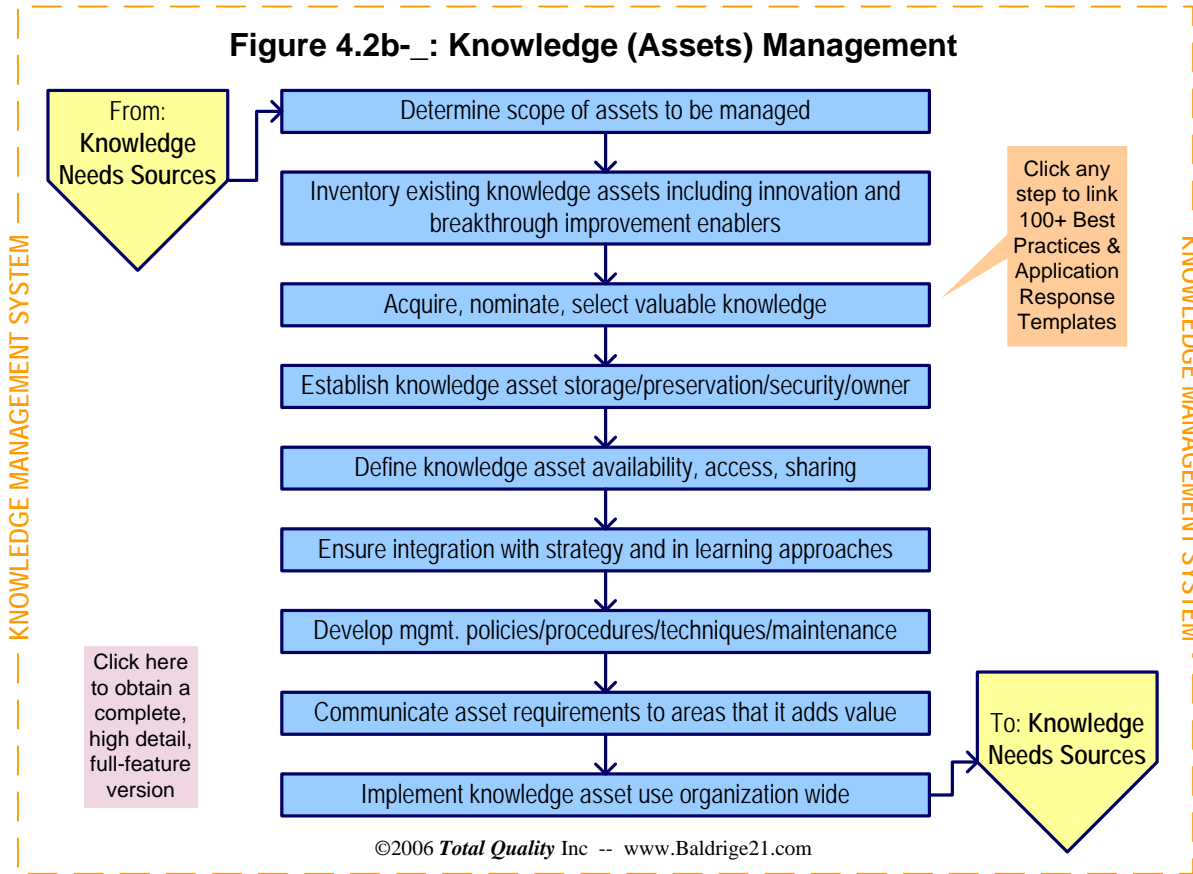 Figure 4.2b-_: Knowledge (Assets) Management
From:
Knowledge
Needs Sources
Determine scope of assets to be managed
Inventory existing knowledge assets including innovation and
breakthrough improvement enablers
Click any
step to link
100+ Best
Practices &
Application
Response
Templates
Acquire, nominate, select valuable knowledge
Establish knowledge asset storage/preservation/security/owner
Define knowledge asset availability, access, sharing
Ensure integration with strategy and in learning approaches
Develop mgmt. policies/procedures/techniques/maintenance
Communicate asset requirements to areas that it adds value
Implement knowledge asset use organization wide
To: Knowledge
Needs Sources
Click here
to obtain a
complete,
high detail,
full-feature
version
KNOWLEDGE MANAGEMENT SYSTEM
KNOWLEDGE MANAGEMENT SYSTEM
©2006 Total Quality Inc -- www.Baldrige21.com